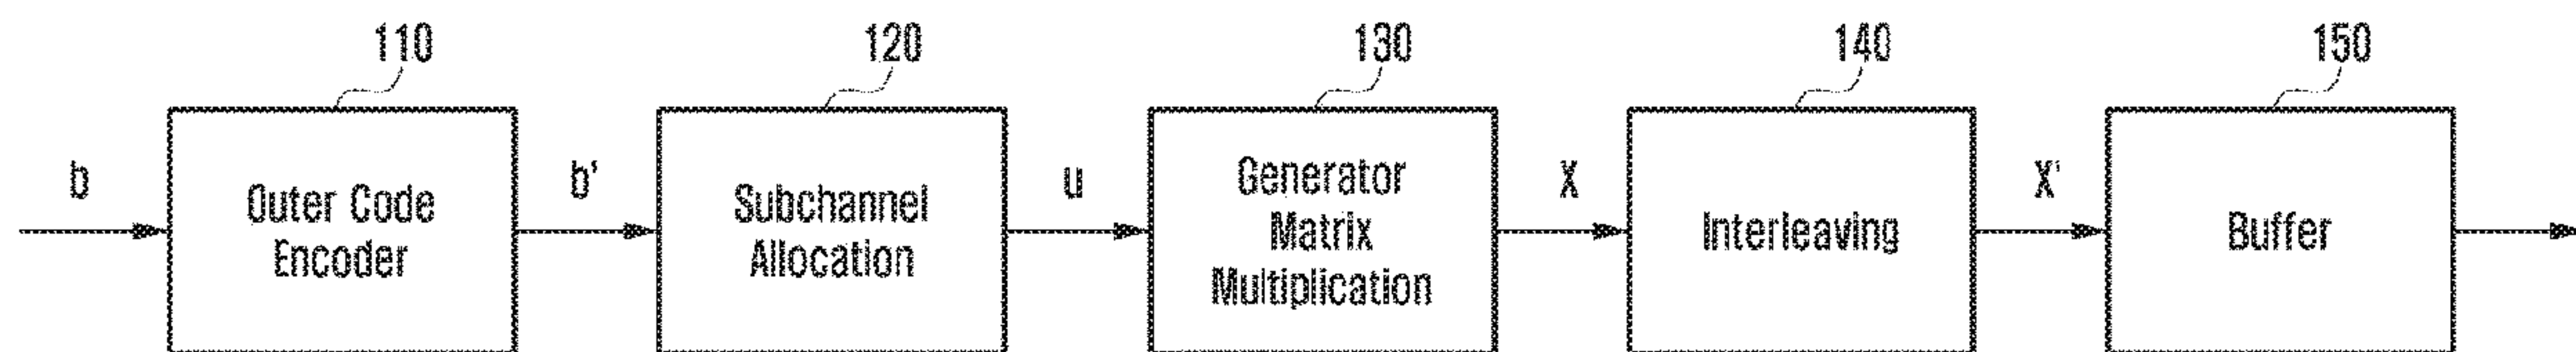 110
120
130
140
150
b
Outer Code
Encoder
b'
Subchannel
Allocation
u
Generator
Matrix
Multiplication
X
Interleaving
X'
Buffer